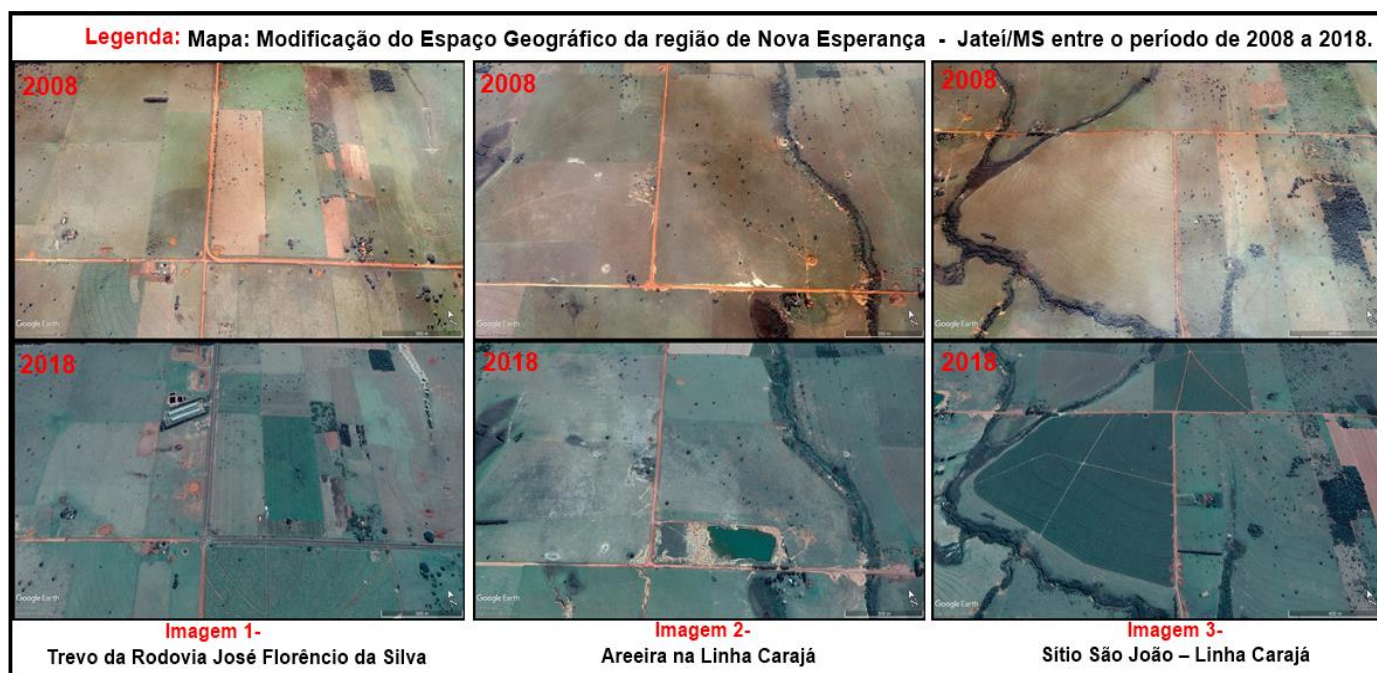 Legenda: Mapa: Modificação do Espaço Geográfico da região de Nova Esperança - Jateí/MS entre o período de 2008 a 2018.
2008
2008
2008
Google Earth
Google Earth
Google Earth
2018
2018
2018
Google Earth
Google Earth
Google Earth
Imagem 1-
Trevo da Rodovia José Florêncio da Silva
Imagem 2-
Areeira na Linha Carajá
Imagem 3-
Sítio São João – Linha Carajá